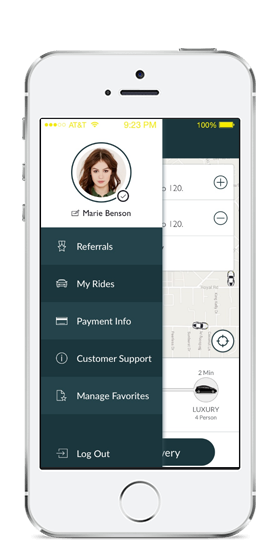 AT&T 9:23 PM 100%
Marie Benson
Referrals
My Rides
Payment Info
Customer Support
Manage Favorites
Log Out
120.
120.
2 Min
LUXURY
4 Person
very